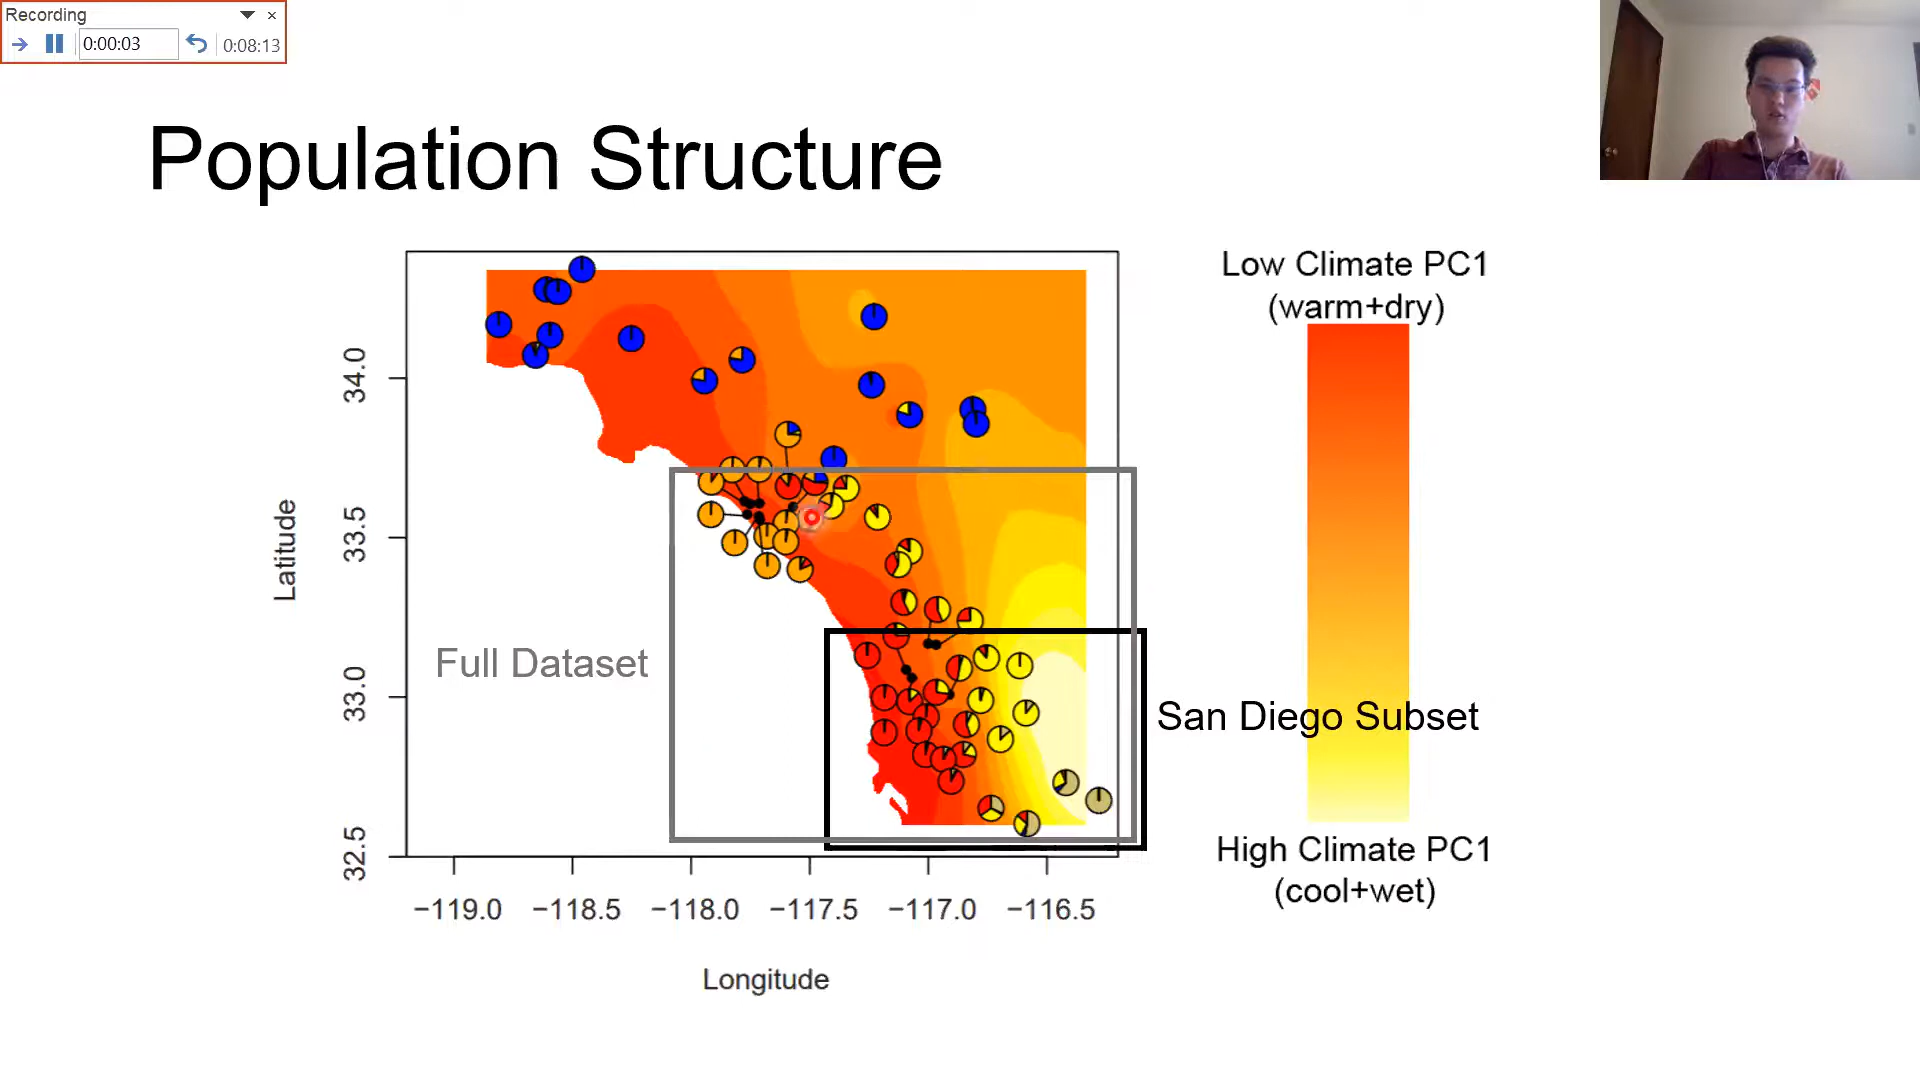 Recording
0:00:03
0:08:13
Population Structure
Low Climate PC1
(warm+dry)
34.0
33.5
33.0
32.5
Latitude
Full Dataset
San Diego Subset
High Climate PC1
(cool+wet)
−119.0 −118.5 −118.0 −117.5 −117.0 −116.5
Longitude